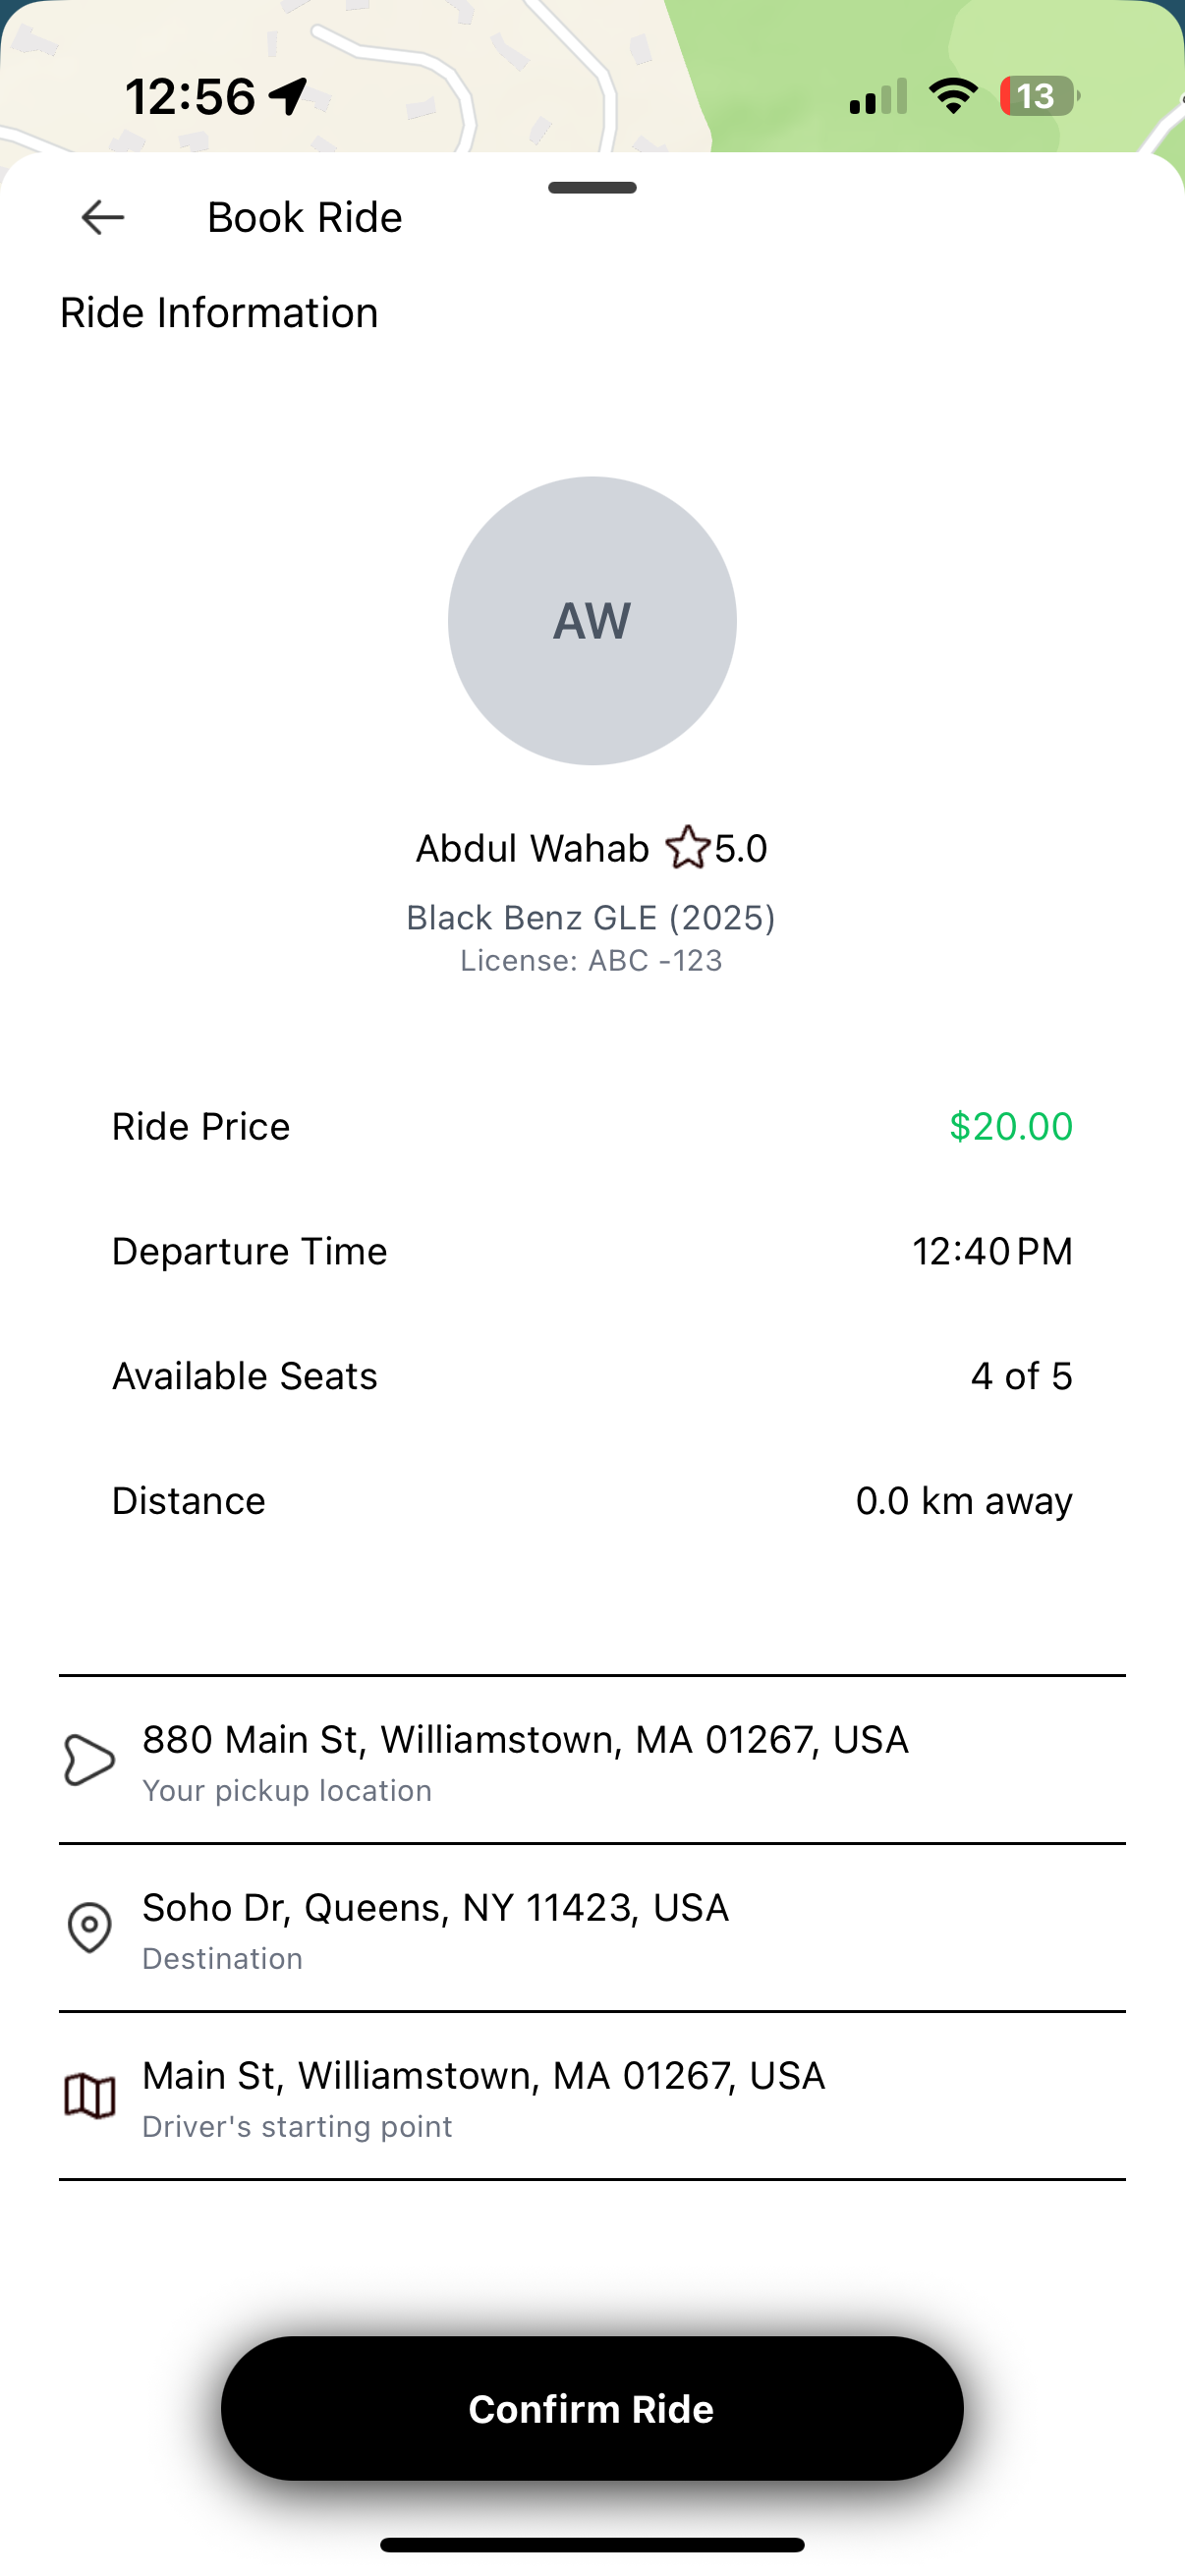 12:56
13
Book Ride
Ride Information
AW
Abdul Wahab 5.0
Black Benz GLE (2025)
License: ABC -123
Ride Price $20.00
Departure Time 12:40 PM
Available Seats 4 of 5
Distance 0.0 km away
880 Main St, Williamstown, MA 01267, USA
Your pickup location
Soho Dr, Queens, NY 11423, USA
Destination
Main St, Williamstown, MA 01267, USA
Driver's starting point
Confirm Ride